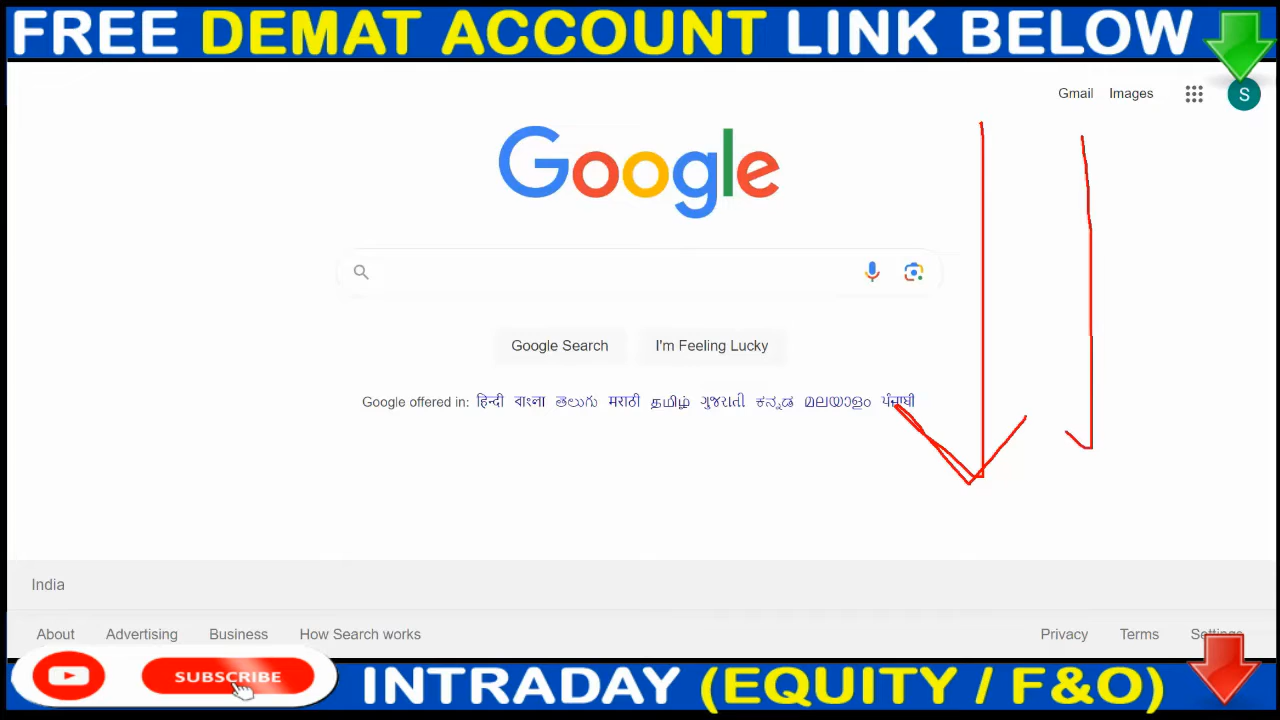 FREE DEMAT ACCOUNT LINK BELOW
Gmail Images
S
Google
Google Search I'm Feeling Lucky
Google offered in: हिन्दी বাংলা తెలుగు मराठी தமிழ் ગુજરાતી ಕನ್ನಡ മലയാളം ਪੰਜਾਬੀ
India
About Advertising Business How Search works Privacy Terms Settings
SUBSCRIBE
INTRADAY (EQUITY / F&O)